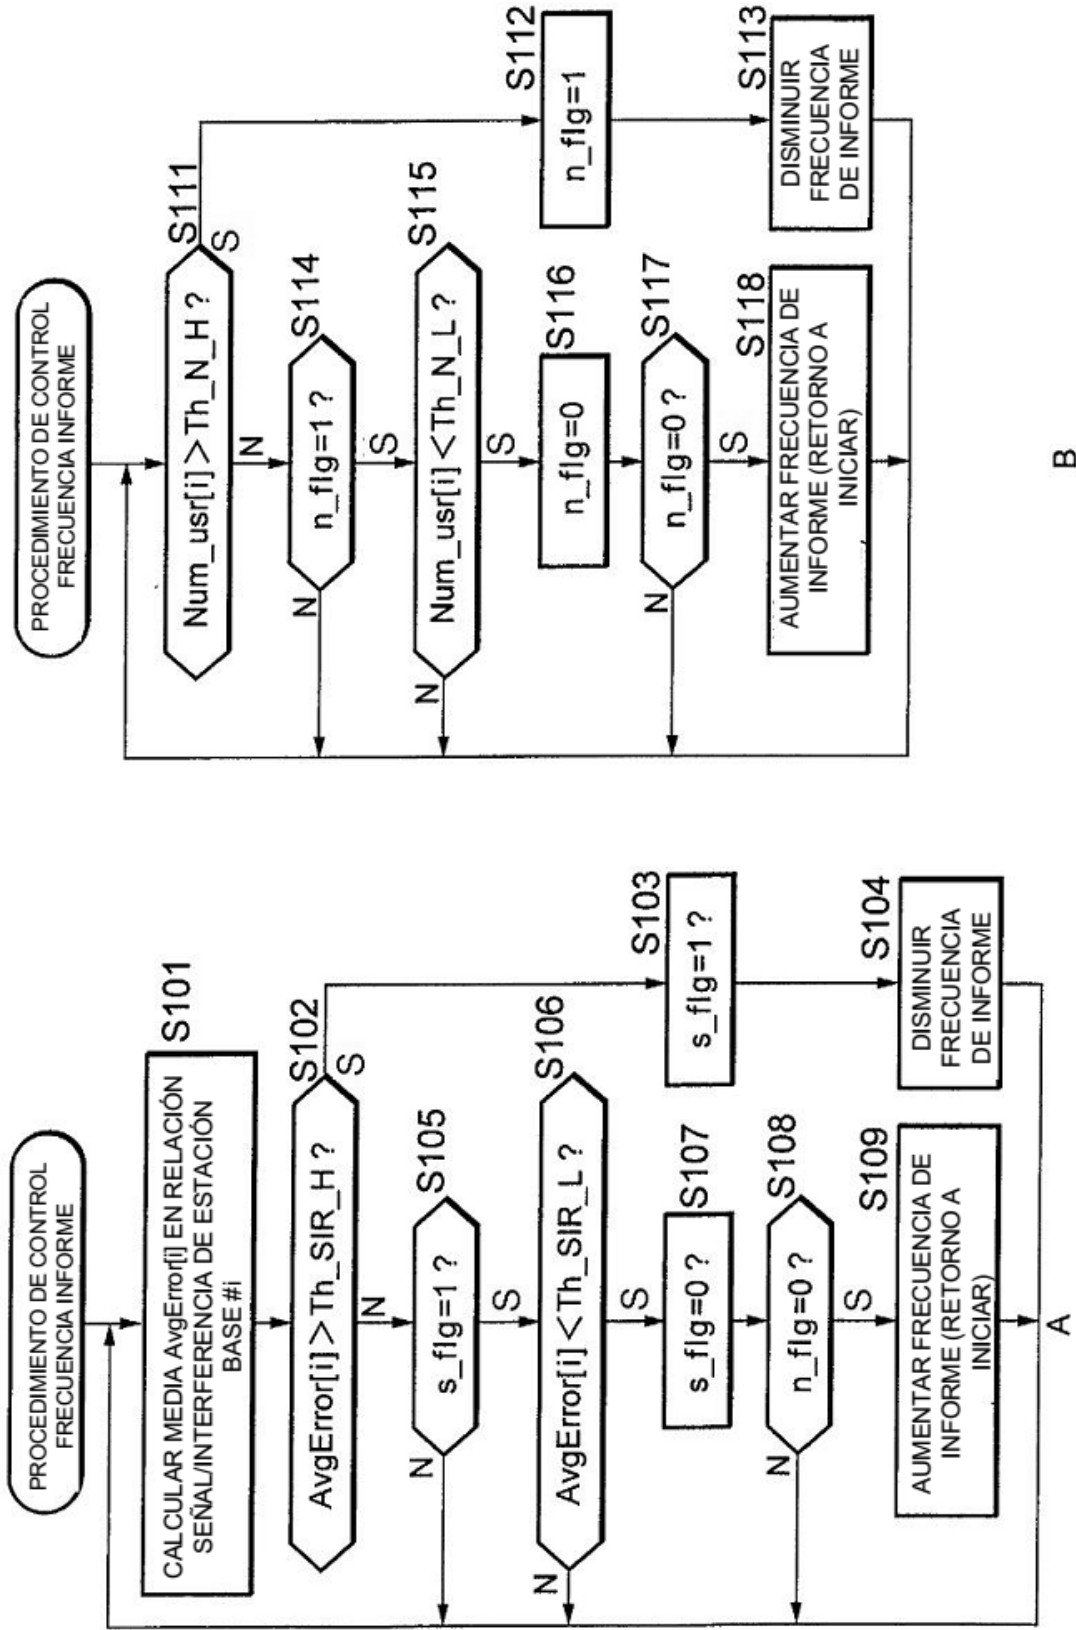 PROCEDIMIENTO DE CONTROL
FRECUENCIA INFORME
S101
CALCULAR MEDIA AvgError[i] EN RELACIÓN
SEÑAL/INTERFERENCIA DE ESTACIÓN
BASE #i
S102
AvgError[i]>Th_SIR_H ?
S
N
S103
s_flg=1 ?
S104
DISMINUIR
FRECUENCIA
DE INFORME
S105
s_flg=1 ?
N
S
S106
AvgError[i]<Th_SIR_L ?
N
S
S107
s_flg=0 ?
S108
n_flg=0 ?
N
S
S109
AUMENTAR FRECUENCIA DE
INFORME (RETORNO A
INICIAR)
A
PROCEDIMIENTO DE CONTROL
FRECUENCIA INFORME
S111
Num_usr[i]>Th_N_H ?
S
N
S112
n_flg=1
S113
DISMINUIR
FRECUENCIA
DE INFORME
S114
n_flg=1 ?
N
S
S115
Num_usr[i]<Th_N_L ?
N
S
S116
n_flg=0
S117
n_flg=0 ?
N
S
S118
AUMENTAR FRECUENCIA DE
INFORME (RETORNO A
INICIAR)
B